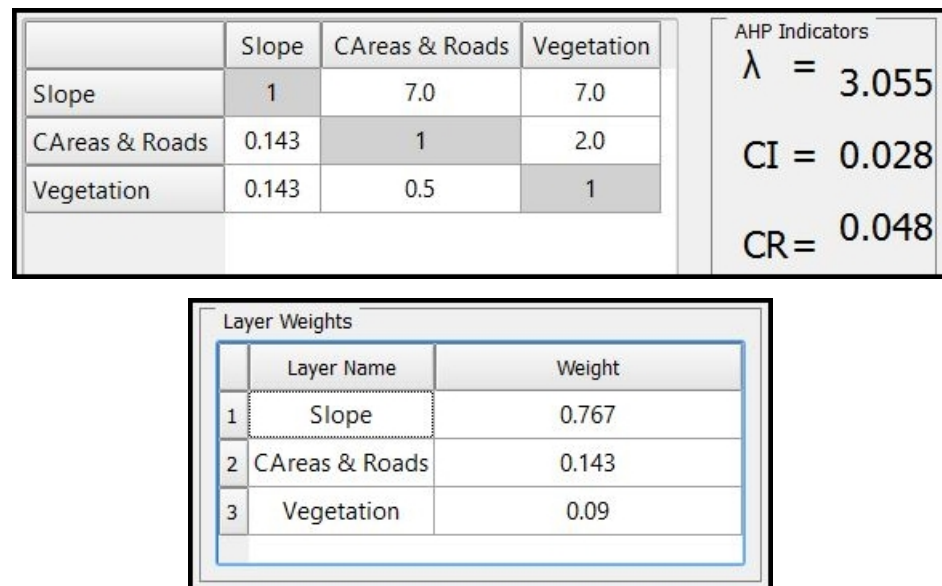 Slope CAreas & Roads Vegetation
Slope 1 7.0 7.0
CAreas & Roads 0.143 1 2.0
Vegetation 0.143 0.5 1
AHP Indicators
λ = 3.055
CI = 0.028
CR= 0.048
Layer Weights
Layer Name Weight
1 Slope 0.767
2 CAreas & Roads 0.143
3 Vegetation 0.09